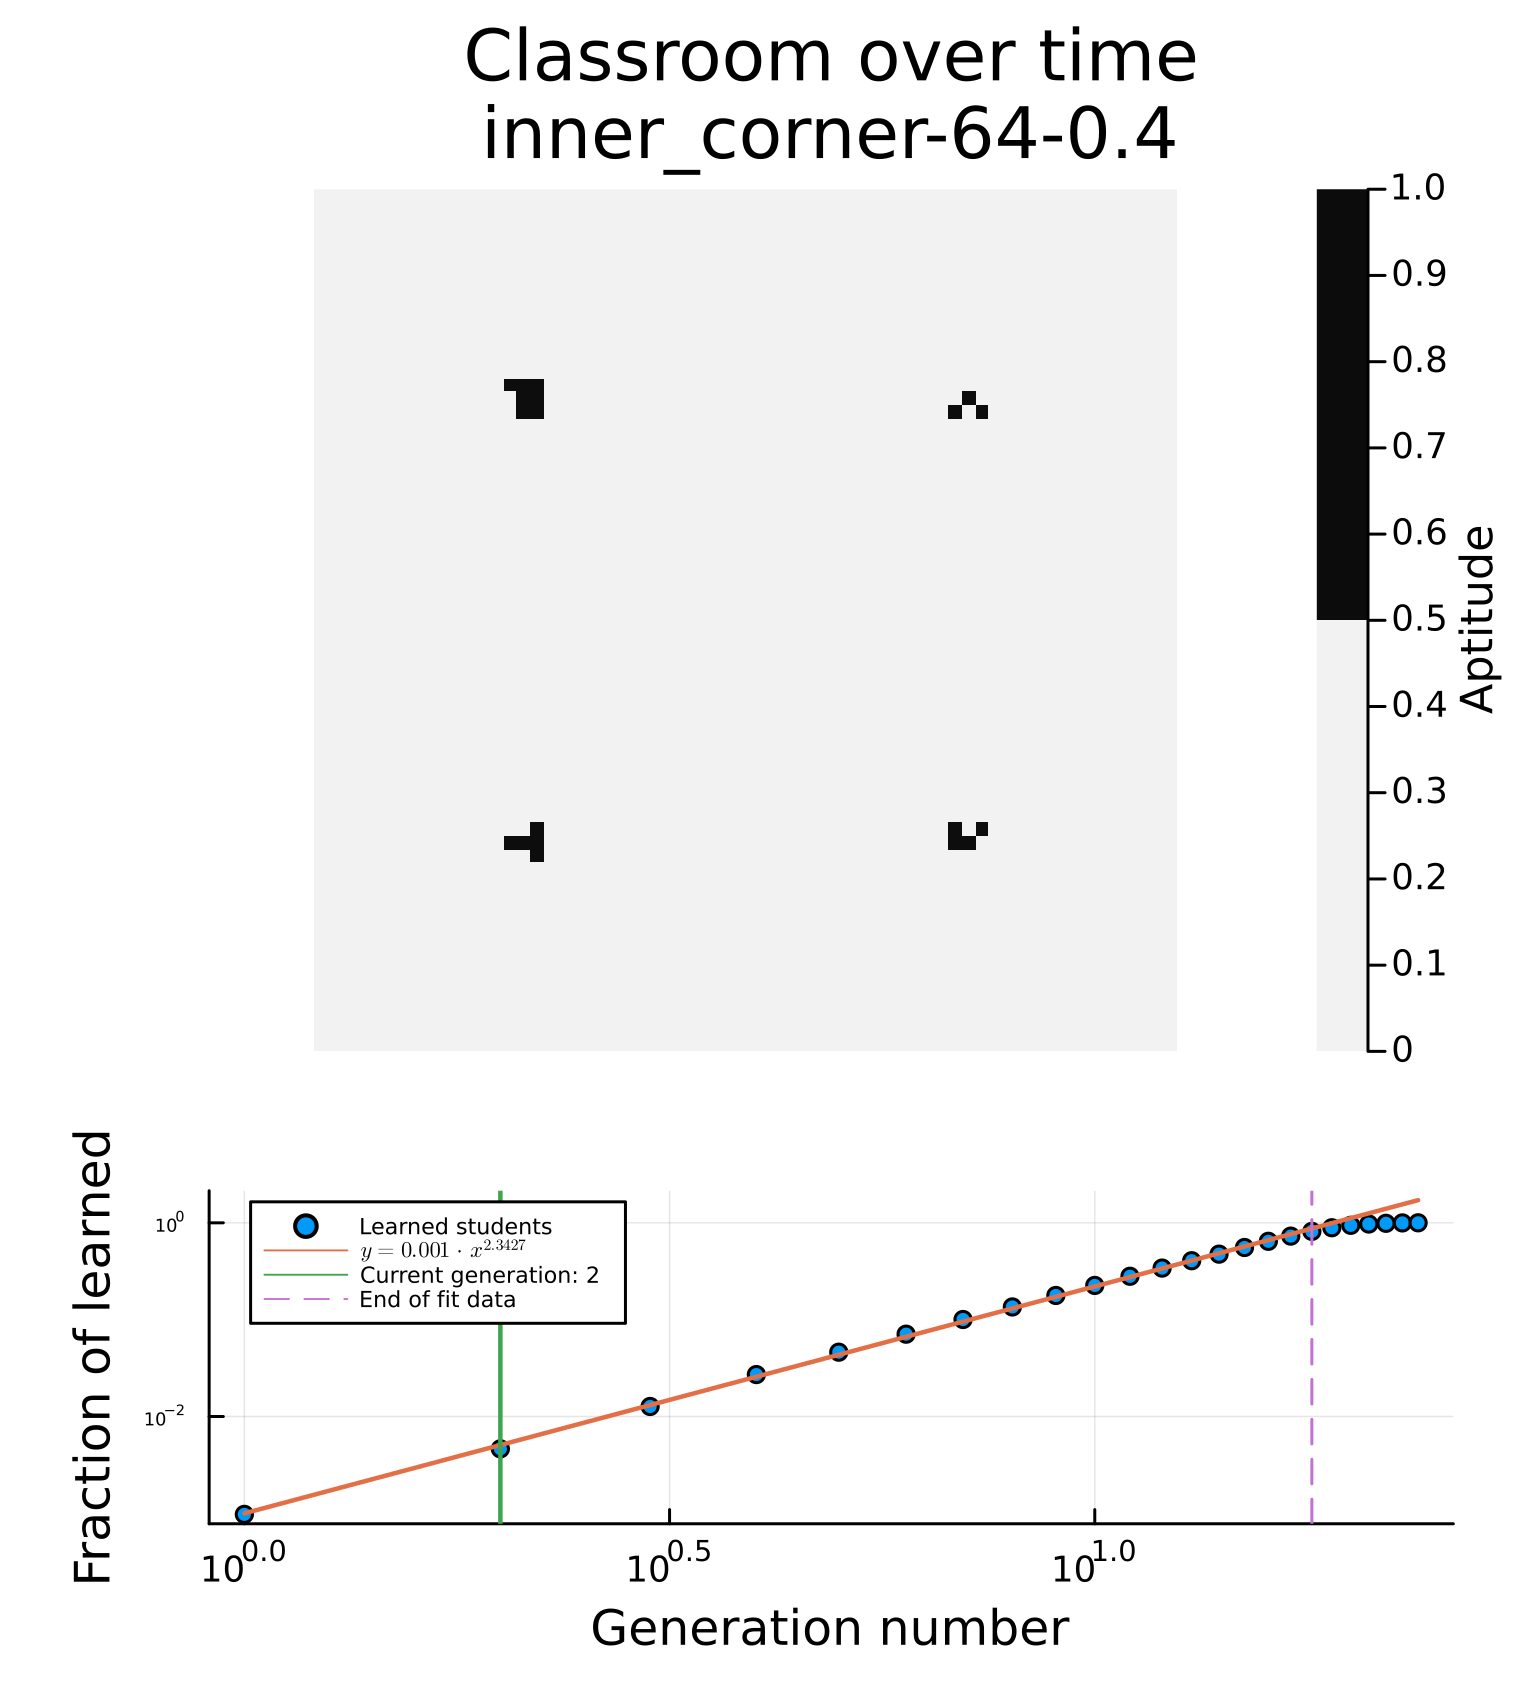 Classroom over time
inner_corner-64-0.4
1.0
0.9
0.8
0.7
0.6
0.5
0.4
0.3
0.2
0.1
0
Aptitude
Fraction of learned
10⁰
10⁻²
Learned students
y = 0.001 · x^{2.3427}
Current generation: 2
End of fit data
10^{0.0}
10^{0.5}
10^{1.0}
Generation number